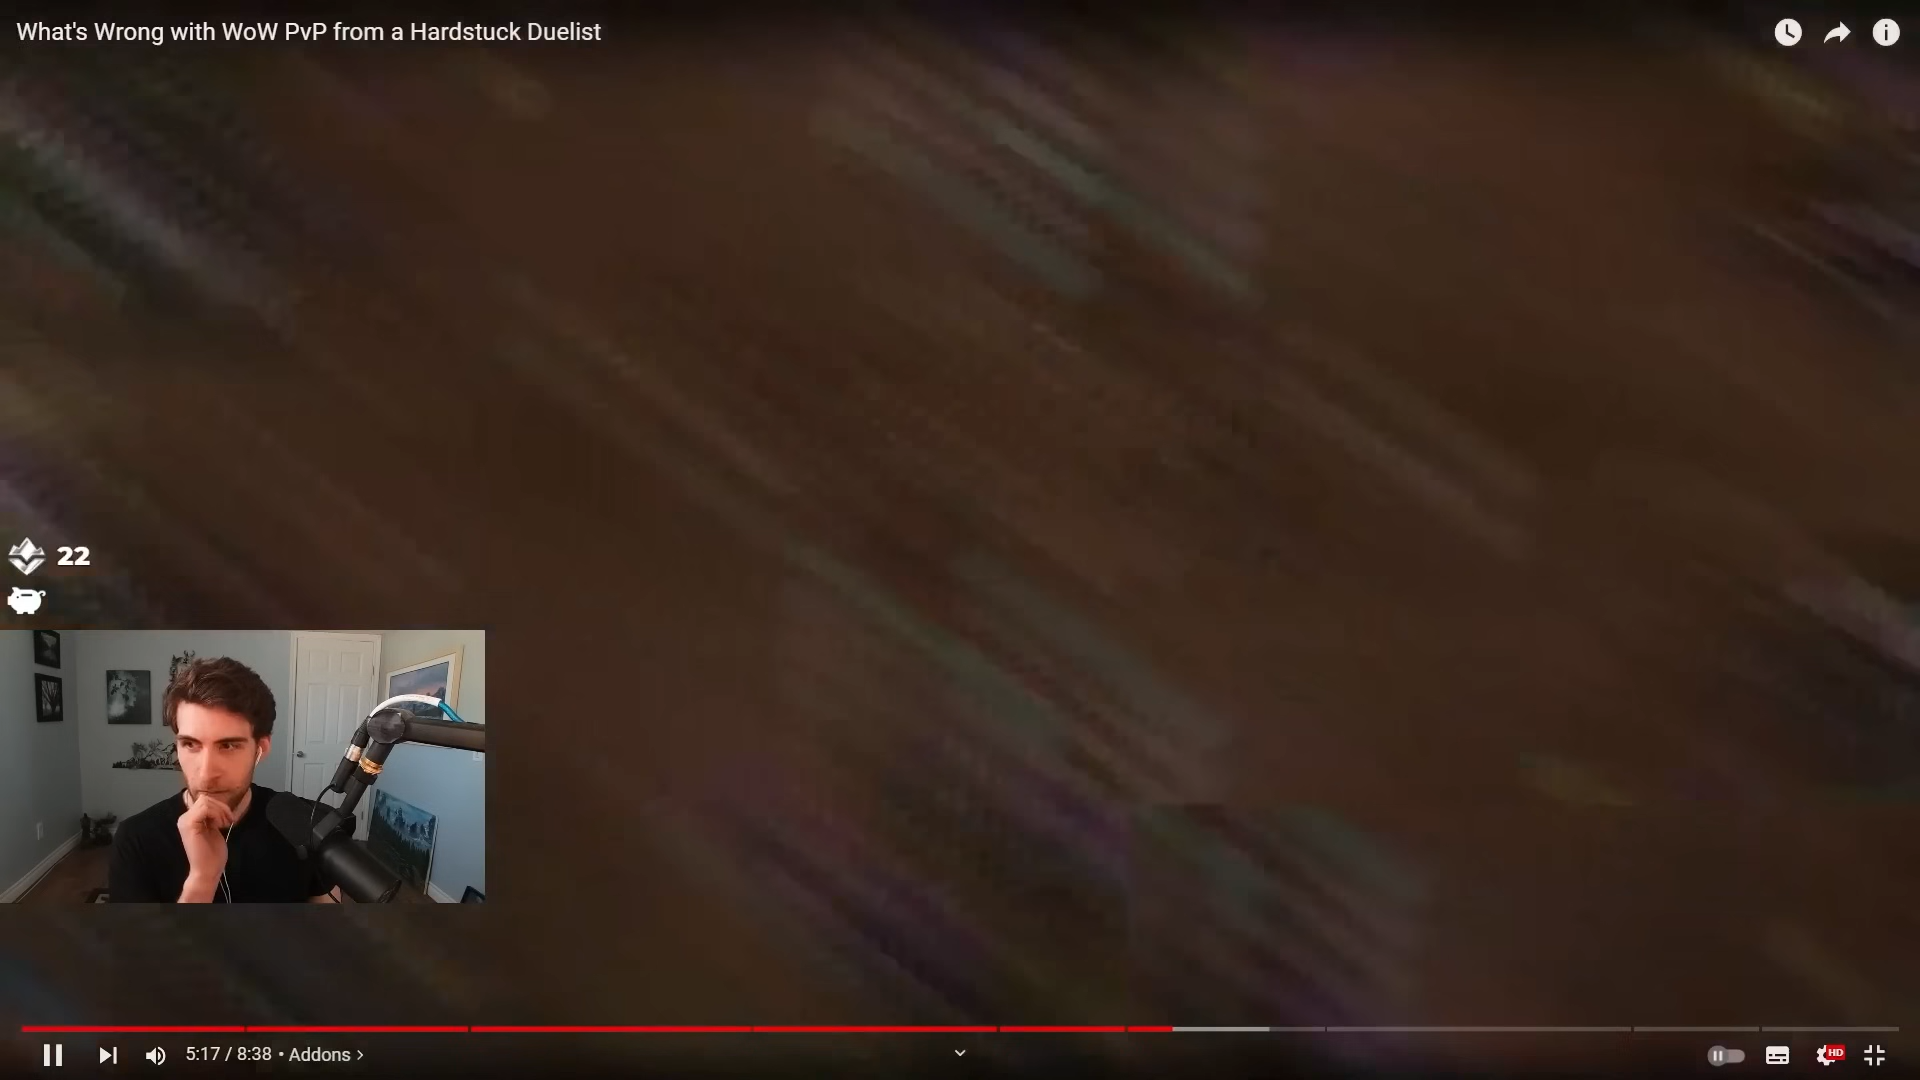 What's Wrong with WoW PvP from a Hardstuck Duelist
22
5:17 / 8:38 • Addons >
HD